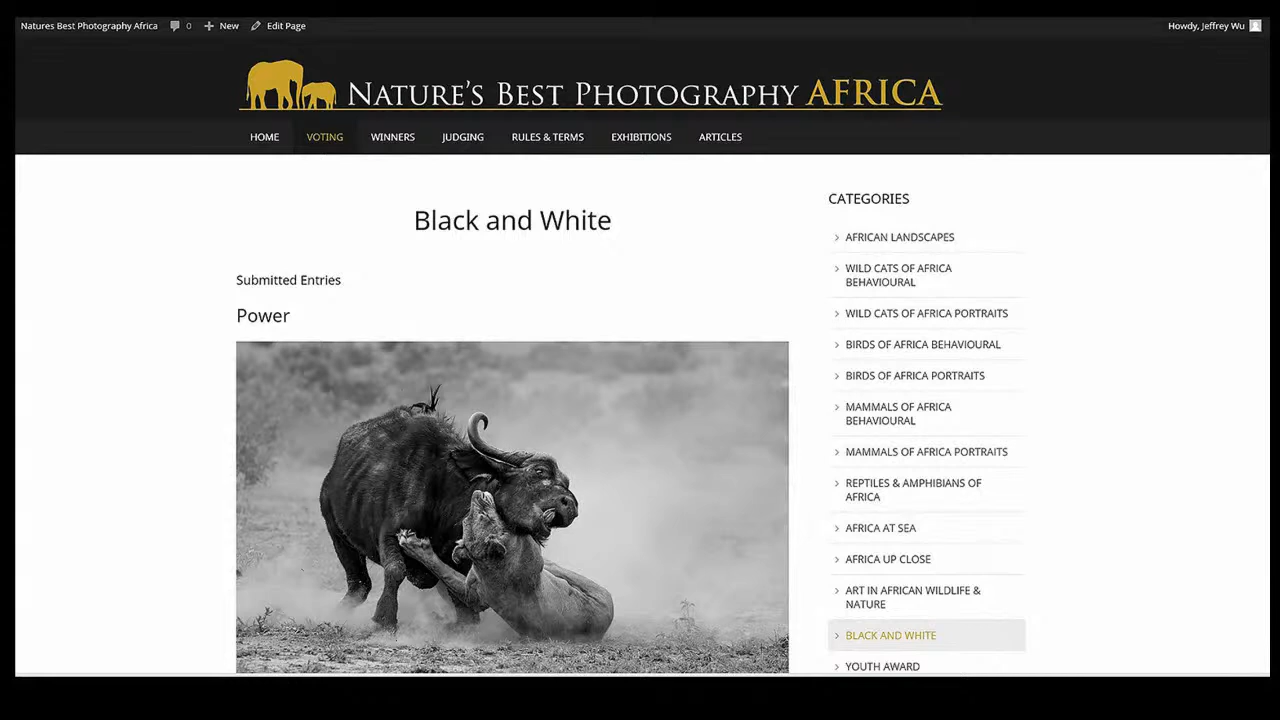 Natures Best Photography Africa 0 New Edit Page Howdy, Jeffrey Wu
NATURE'S BEST PHOTOGRAPHY AFRICA
HOME VOTING WINNERS JUDGING RULES & TERMS EXHIBITIONS ARTICLES
Black and White
Submitted Entries
Power
CATEGORIES
AFRICAN LANDSCAPES
WILD CATS OF AFRICA
BEHAVIOURAL
WILD CATS OF AFRICA PORTRAITS
BIRDS OF AFRICA BEHAVIOURAL
BIRDS OF AFRICA PORTRAITS
MAMMALS OF AFRICA
BEHAVIOURAL
MAMMALS OF AFRICA PORTRAITS
REPTILES & AMPHIBIANS OF
AFRICA
AFRICA AT SEA
AFRICA UP CLOSE
ART IN AFRICAN WILDLIFE &
NATURE
BLACK AND WHITE
YOUTH AWARD